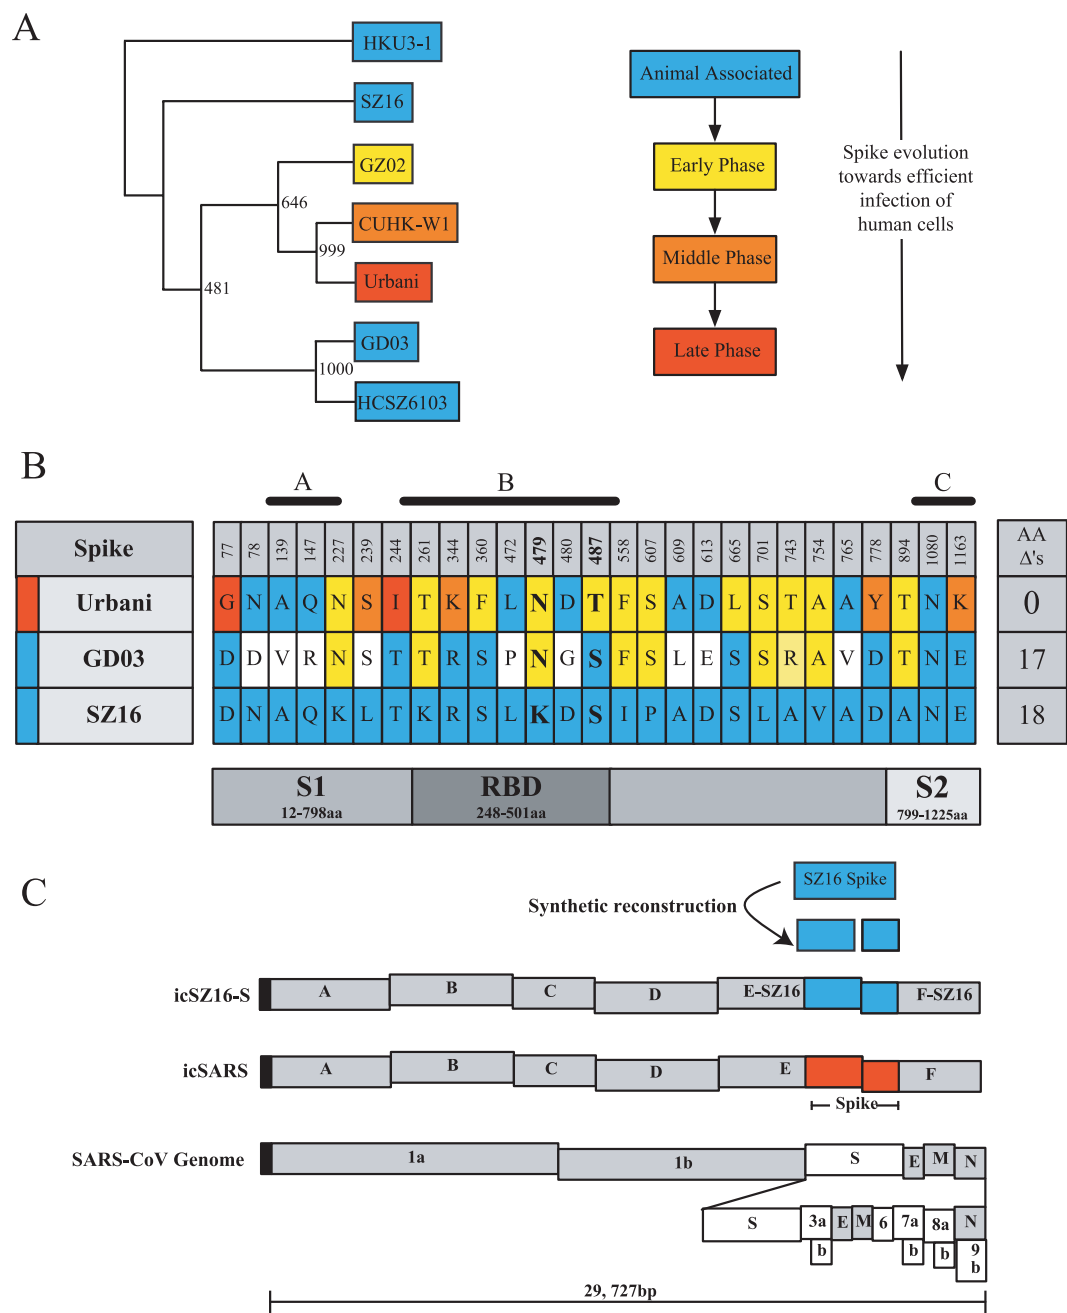 A
HKU3-1
SZ16
GZ02
646
CUHK-W1
999
Urbani
481
GD03
1000
HCSZ6103
Animal Associated
Early Phase
Middle Phase
Late Phase
Spike evolution
towards efficient
infection of
human cells
B
A B C
Spike 77 78 139 147 227 239 244 261 344 360 472 479 480 487 558 607 609 613 665 701 743 754 765 778 894 1080 1163 AA Δ's
Urbani G N A Q N S I T K F L N D T F S A D L S T A A Y T N K 0
GD03 D D V R N S T T R S P N G S F S L E S S R A V D T N E 17
SZ16 D N A Q K L T K R S L K D S I P A D S L A V A D A N E 18
S1 RBD S2
12-798aa 248-501aa 799-1225aa
C
SZ16 Spike
Synthetic reconstruction
icSZ16-S A B C D E-SZ16 F-SZ16
icSARS A B C D E F
Spike
SARS-CoV Genome 1a 1b S E M N
S 3a E M 6 7a 8a N
b b b 9b
29, 727bp